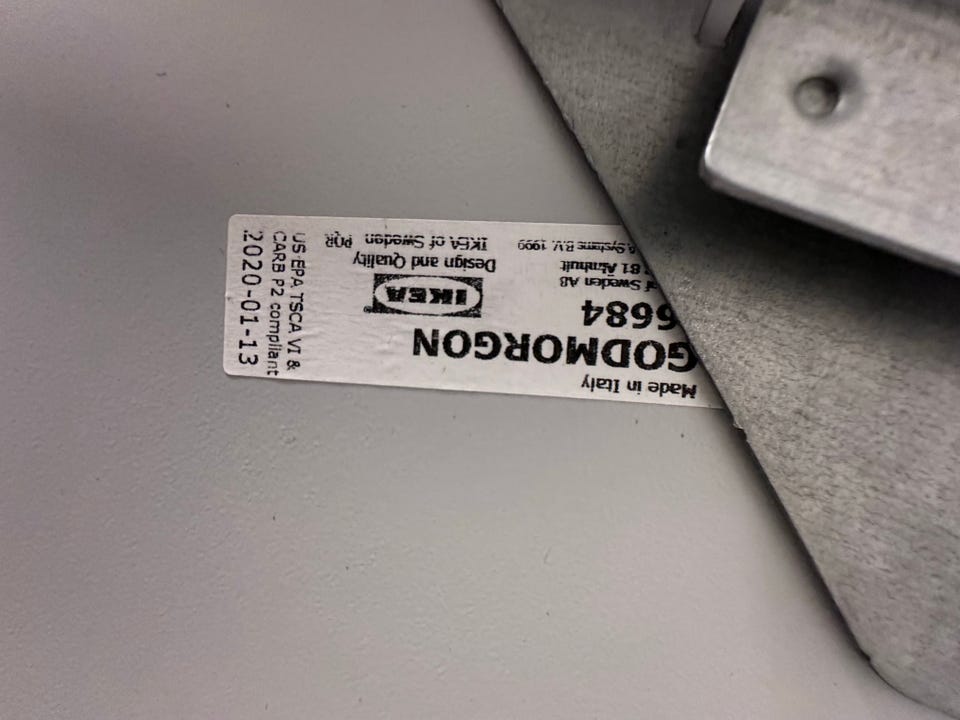 Made in Italy
GODMORGON
6684
IKEA
of Sweden AB
81 Älmhult
Design and Quality
IKEA of Sweden PQR
Systems B.V. 1999
US EPA TSCA VI &
CARB P2 compliant
2020-01-13